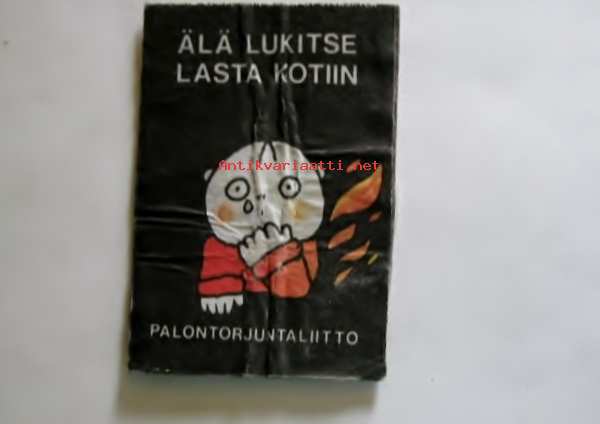 ÄLÄ LUKITSE
LASTA KOTIIN
Antikvariaatti.net
PALONTORJUNTALIITTO